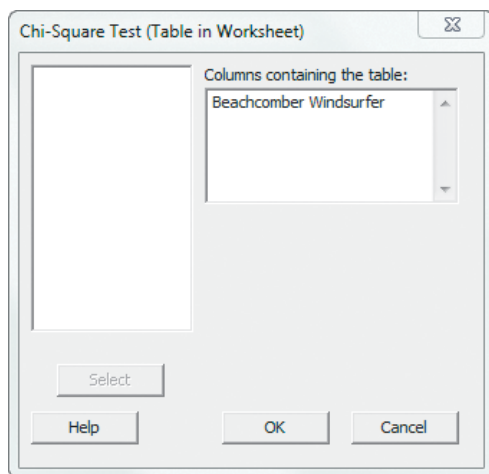 Chi-Square Test (Table in Worksheet)
Columns containing the table:
Beachcomber Windsurfer
Select
Help
OK
Cancel